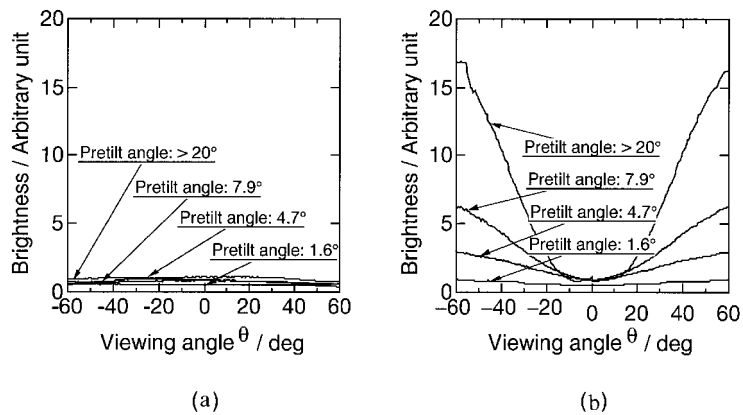 Brightness / Arbitrary unit
20
15
10
5
0
Pretilt angle: > 20°
Pretilt angle: 7.9°
Pretilt angle: 4.7°
Pretilt angle: 1.6°
-60 -40 -20 0 20 40 60
Viewing angle θ / deg
(a)
Brightness / Arbitrary unit
20
15
10
5
0
Pretilt angle: > 20°
Pretilt angle: 7.9°
Pretilt angle: 4.7°
Pretilt angle: 1.6°
−60 −40 −20 0 20 40 60
Viewing angle θ / deg
(b)